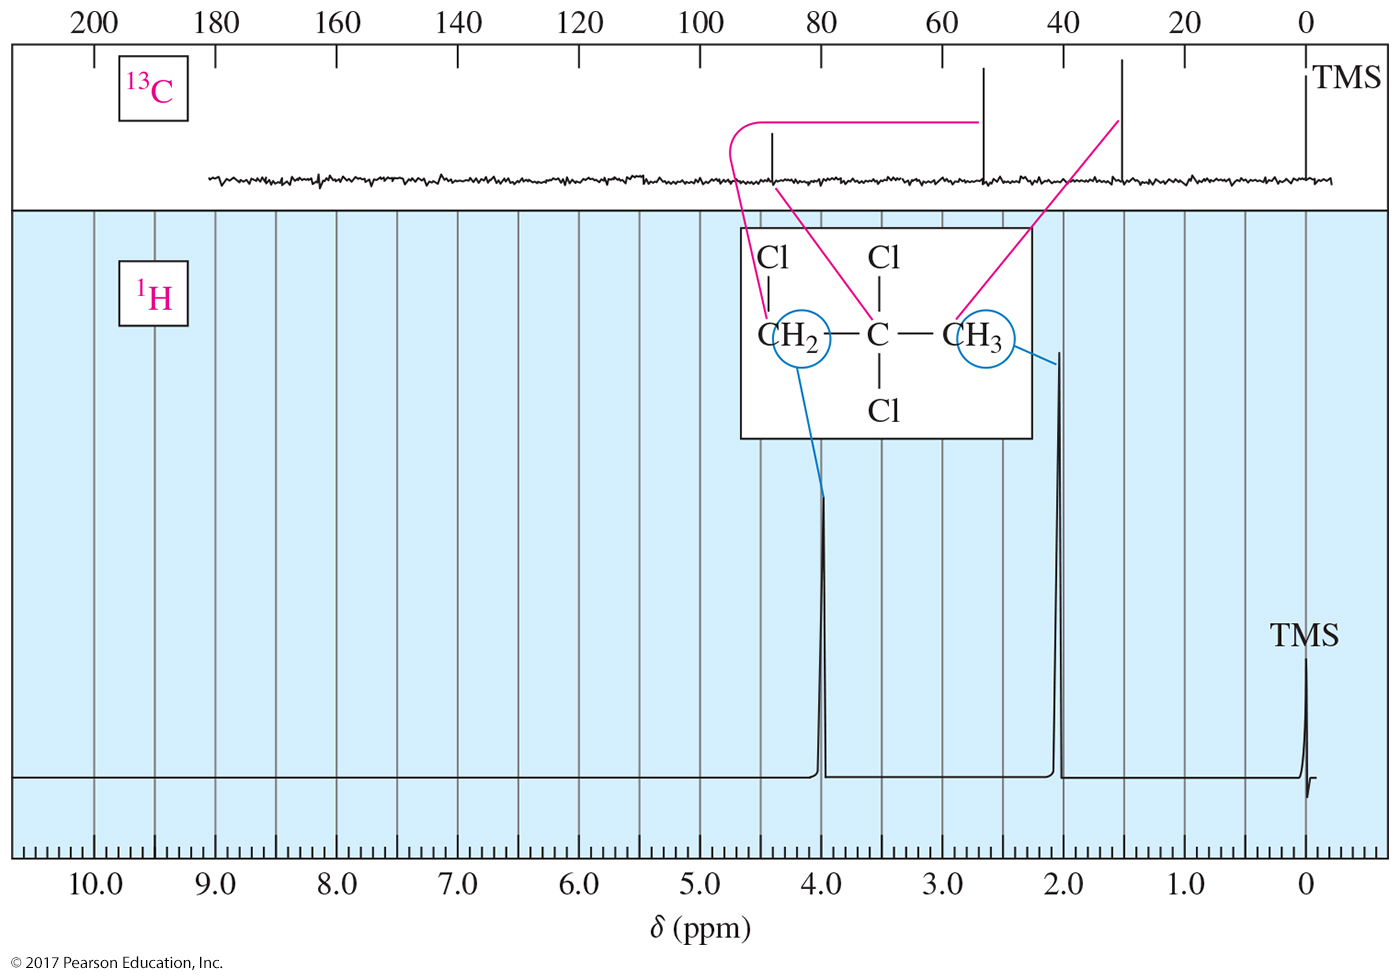 200 180 160 140 120 100 80 60 40 20 0
¹³C
TMS
¹H
Cl Cl
CH₂ — C — CH₃
Cl
TMS
10.0 9.0 8.0 7.0 6.0 5.0 4.0 3.0 2.0 1.0 0
δ (ppm)
© 2017 Pearson Education, Inc.